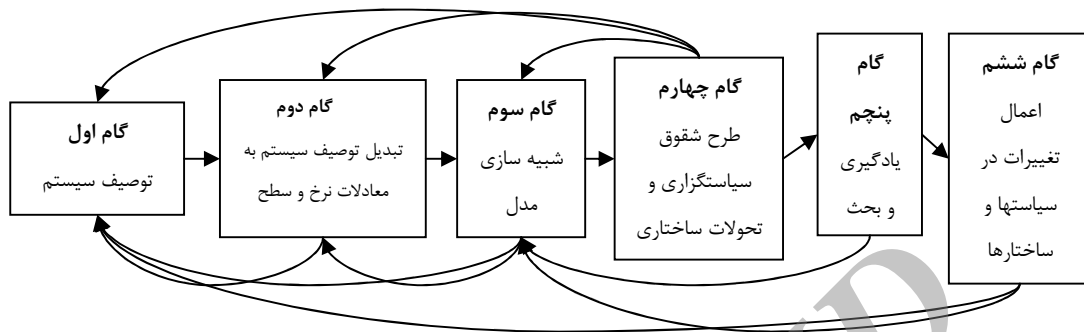 گام اول
توصیف سیستم
گام دوم
تبدیل توصیف سیستم به
معادلات نرخ و سطح
گام سوم
شبیه سازی
مدل
گام چهارم
طرح شقوق
سیاستگزاری و
تحولات ساختاری
گام
پنچم
یادگیری
و بحث
گام ششم
اعمال
تغییرات در
سیاستها و
ساختارها